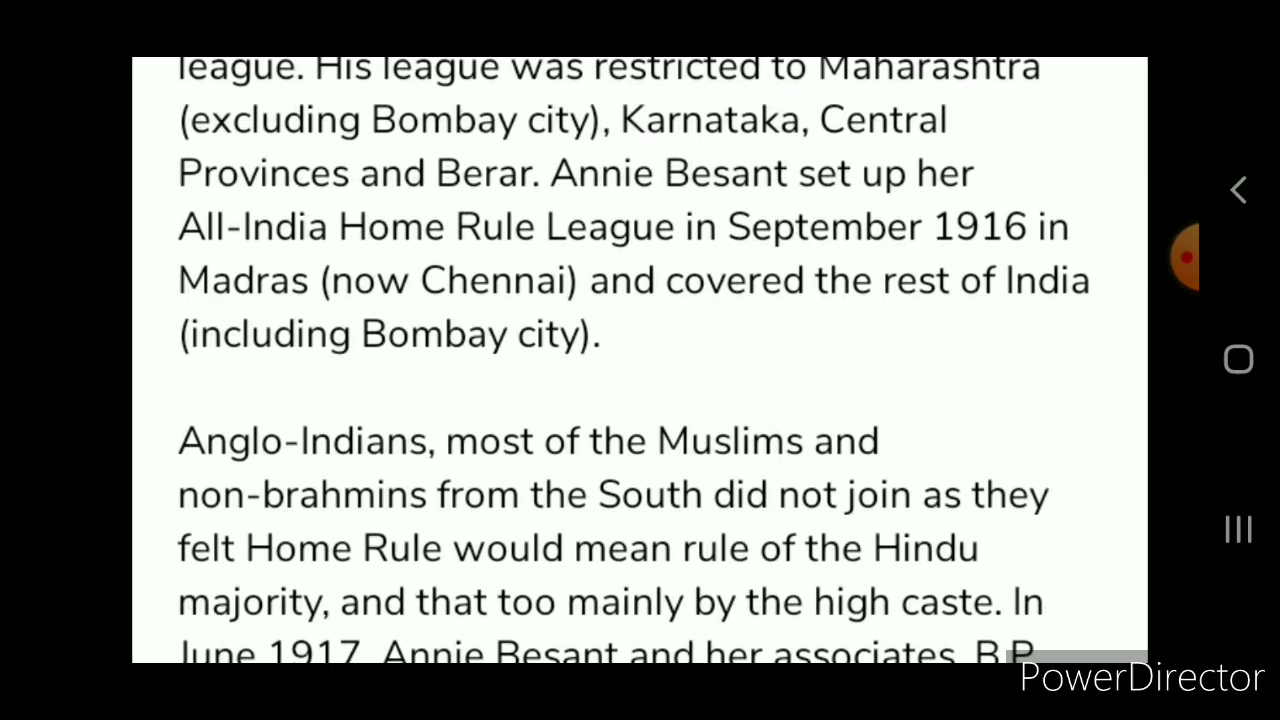 league. His league was restricted to Maharashtra
(excluding Bombay city), Karnataka, Central
Provinces and Berar. Annie Besant set up her
All-India Home Rule League in September 1916 in
Madras (now Chennai) and covered the rest of India
(including Bombay city).
Anglo-Indians, most of the Muslims and
non-brahmins from the South did not join as they
felt Home Rule would mean rule of the Hindu
majority, and that too mainly by the high caste. In
June 1917, Annie Besant and her associates, B.P.
PowerDirector